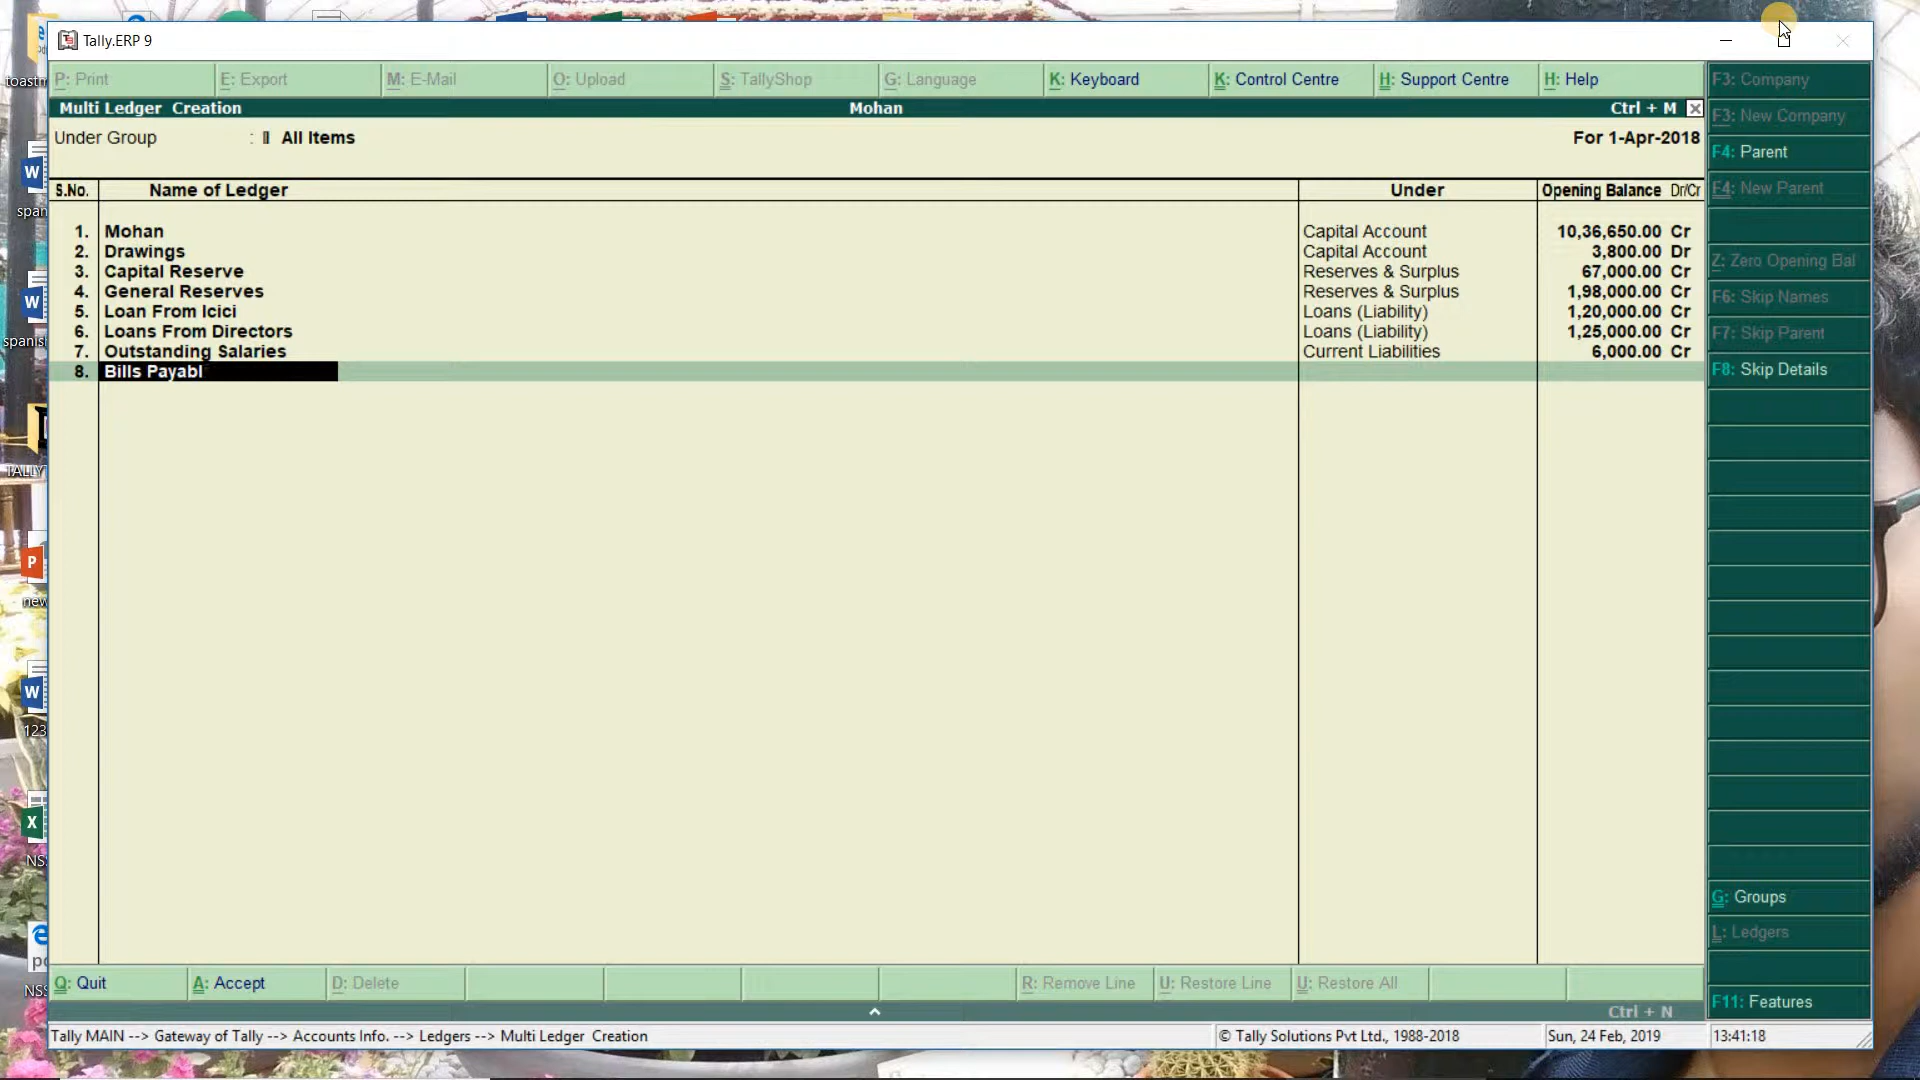 Tally.ERP 9
P: Print E: Export M: E-Mail O: Upload S: TallyShop G: Language K: Keyboard K: Control Centre H: Support Centre H: Help
Multi Ledger Creation Mohan Ctrl + M
Under Group : All Items For 1-Apr-2018
S.No. Name of Ledger Under Opening Balance Dr/Cr
1. Mohan Capital Account 10,36,650.00 Cr
2. Drawings Capital Account 3,800.00 Dr
3. Capital Reserve Reserves & Surplus 67,000.00 Cr
4. General Reserves Reserves & Surplus 1,98,000.00 Cr
5. Loan From Icici Loans (Liability) 1,20,000.00 Cr
6. Loans From Directors Loans (Liability) 1,25,000.00 Cr
7. Outstanding Salaries Current Liabilities 6,000.00 Cr
8. Bills Payabl
F3: Company
F3: New Company
F4: Parent
F4: New Parent
Z: Zero Opening Bal
F6: Skip Names
F7: Skip Parent
F8: Skip Details
G: Groups
L: Ledgers
F11: Features
Q: Quit A: Accept D: Delete R: Remove Line U: Restore Line U: Restore All
Ctrl + N
Tally MAIN --> Gateway of Tally --> Accounts Info. --> Ledgers --> Multi Ledger Creation © Tally Solutions Pvt Ltd., 1988-2018 Sun, 24 Feb, 2019 13:41:18
toastm
span
spanis
TALLY
new
123
NSS